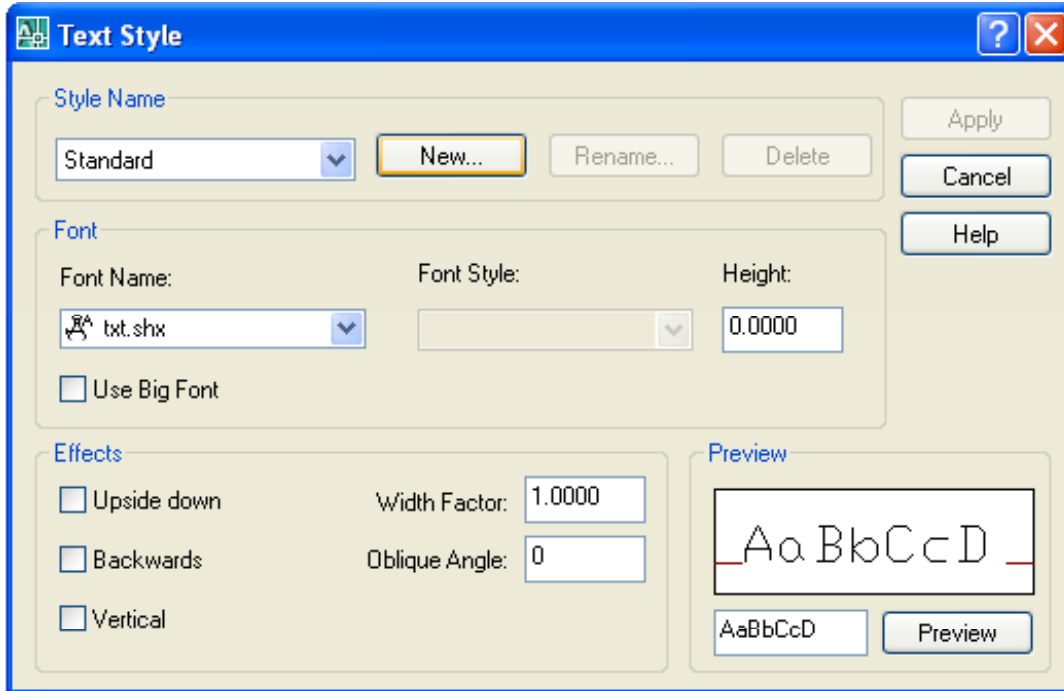 Text Style
Style Name
Standard New... Rename... Delete Apply
Cancel
Font Help
Font Name: Font Style: Height:
txt.shx 0.0000
Use Big Font
Effects Preview
Upside down Width Factor: 1.0000
AaBbCcD
Backwards Oblique Angle: 0
Vertical AaBbCcD Preview